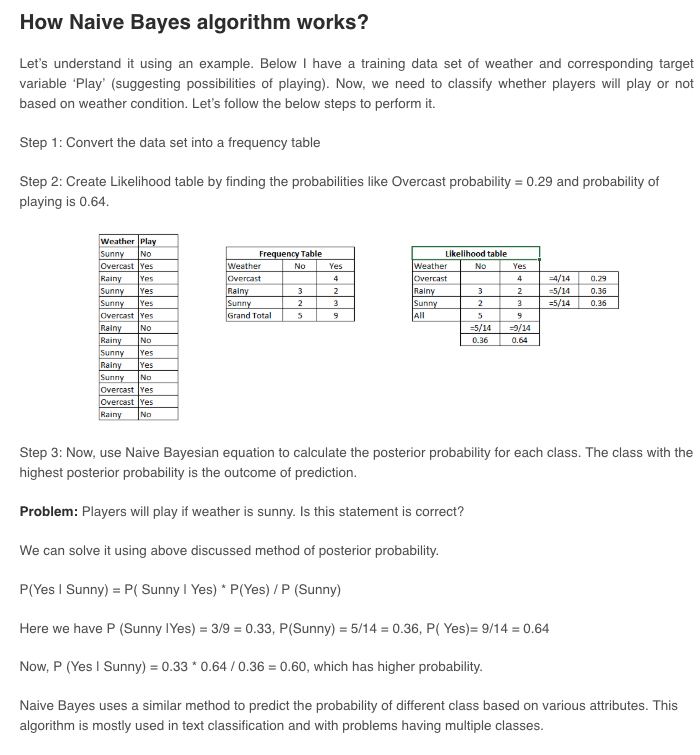 How Naive Bayes algorithm works?
Let's understand it using an example. Below I have a training data set of weather and corresponding target
variable 'Play' (suggesting possibilities of playing). Now, we need to classify whether players will play or not
based on weather condition. Let's follow the below steps to perform it.
Step 1: Convert the data set into a frequency table
Step 2: Create Likelihood table by finding the probabilities like Overcast probability = 0.29 and probability of
playing is 0.64.
Weather Play
Sunny No
Overcast Yes
Rainy Yes
Sunny Yes
Sunny Yes
Overcast Yes
Rainy No
Rainy No
Sunny Yes
Rainy Yes
Sunny No
Overcast Yes
Overcast Yes
Rainy No
Frequency Table
Weather No Yes
Overcast 4
Rainy 3 2
Sunny 2 3
Grand Total 5 9
Likelihood table
Weather No Yes
Overcast 4 =4/14 0.29
Rainy 3 2 =5/14 0.36
Sunny 2 3 =5/14 0.36
All 5 9
=5/14 =9/14
0.36 0.64
Step 3: Now, use Naive Bayesian equation to calculate the posterior probability for each class. The class with the
highest posterior probability is the outcome of prediction.
Problem: Players will play if weather is sunny. Is this statement is correct?
We can solve it using above discussed method of posterior probability.
P(Yes | Sunny) = P( Sunny | Yes) * P(Yes) / P (Sunny)
Here we have P (Sunny |Yes) = 3/9 = 0.33, P(Sunny) = 5/14 = 0.36, P( Yes)= 9/14 = 0.64
Now, P (Yes | Sunny) = 0.33 * 0.64 / 0.36 = 0.60, which has higher probability.
Naive Bayes uses a similar method to predict the probability of different class based on various attributes. This
algorithm is mostly used in text classification and with problems having multiple classes.